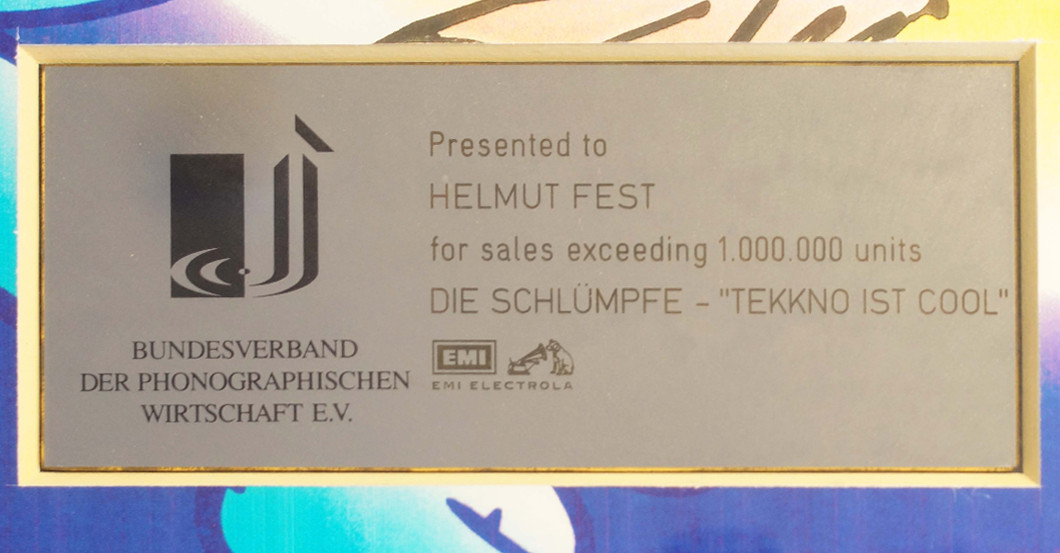 Presented to
HELMUT FEST
for sales exceeding 1.000.000 units
DIE SCHLÜMPFE - "TEKKNO IST COOL"
EMI
EMI ELECTROLA
BUNDESVERBAND
DER PHONOGRAPHISCHEN
WIRTSCHAFT E.V.